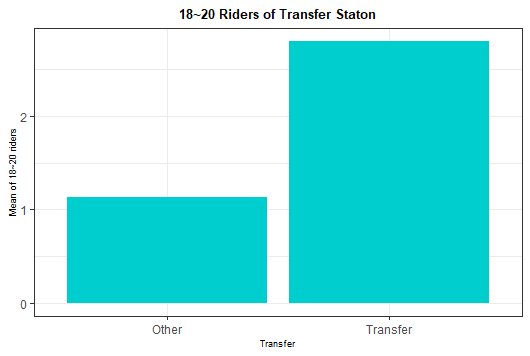 18~20 Riders of Transfer Staton
Mean of 18~20 riders
2
1
0
Other
Transfer
Transfer